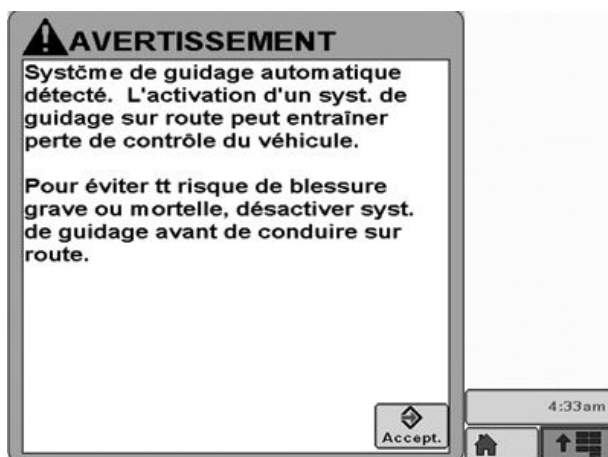 AVERTISSEMENT
Systčme de guidage automatique
détecté.  L'activation d'un syst. de
guidage sur route peut entraîner
perte de contrôle du véhicule.
Pour éviter tt risque de blessure
grave ou mortelle, désactiver syst.
de guidage avant de conduire sur
route.
Accept.
4:33am